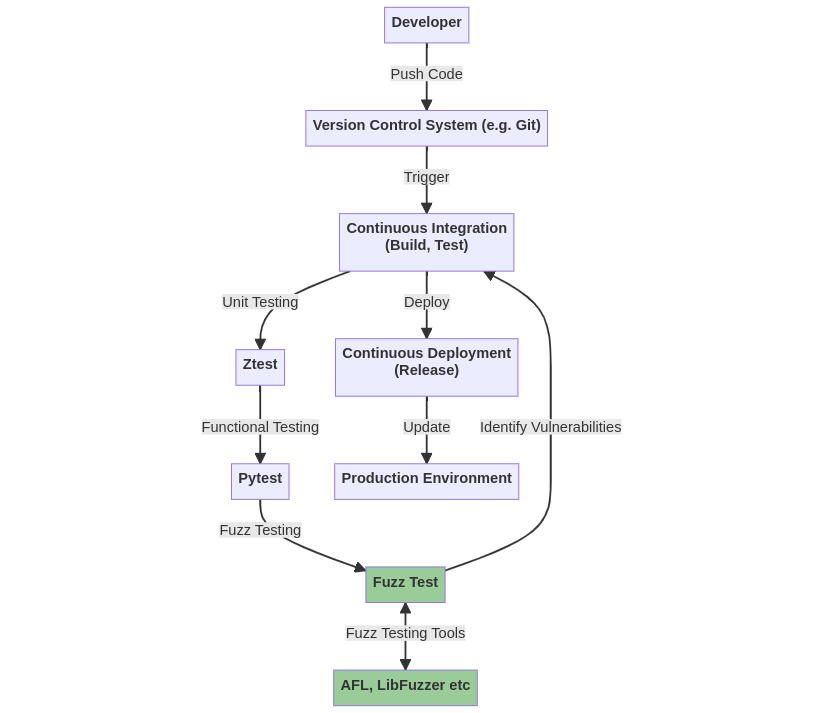 Developer
Push Code
Version Control System (e.g. Git)
Trigger
Continuous Integration
(Build, Test)
Unit Testing
Deploy
Ztest
Continuous Deployment
(Release)
Functional Testing
Update
Identify Vulnerabilities
Pytest
Production Environment
Fuzz Testing
Fuzz Test
Fuzz Testing Tools
AFL, LibFuzzer etc